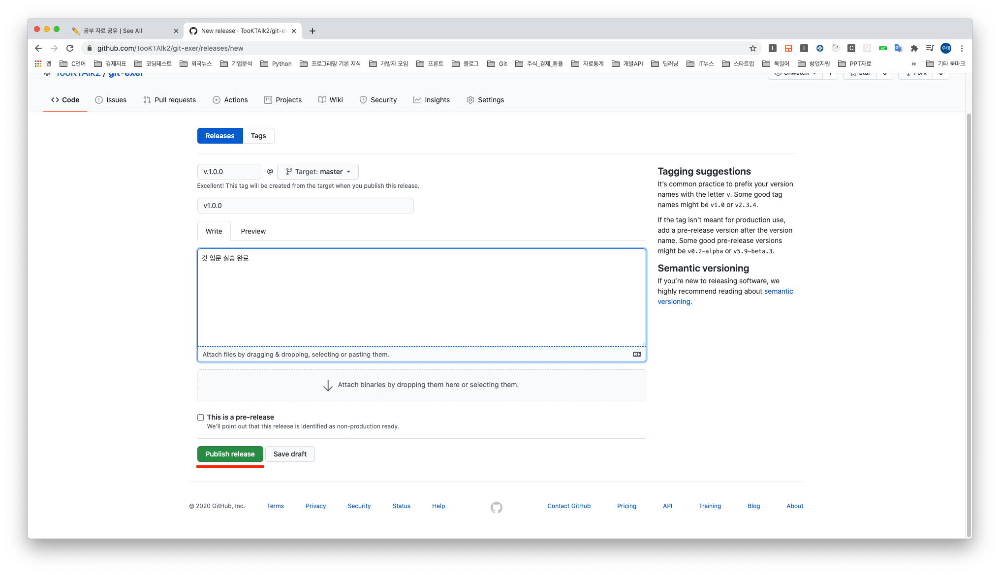 공부 자료 공유 | See All
New release · TooKTAlk2/git-ex
github.com/TooKTAlk2/git-exer/releases/new
AC
우태
앱 C언어 경제지표 코딩테스트 외국뉴스 기업분석 Python 프로그래밍 기본 지식 개발자 모임 프론트 블로그 Git 주식_경제_환율 자료통계 개발API 딥러닝 IT뉴스 스타트업 독일어 창업지원 PPT자료 » 기타 북마크
TooKTAlk2 / git-exer
Unwatch 1 Star 0 Fork 0
Code Issues Pull requests Actions Projects Wiki Security Insights Settings
Releases Tags
v.1.0.0 @ Target: master
Excellent! This tag will be created from the target when you publish this release.
v1.0.0
Write Preview
깃 입문 실습 완료
Attach files by dragging & dropping, selecting or pasting them.
Attach binaries by dropping them here or selecting them.
This is a pre-release
We’ll point out that this release is identified as non-production ready.
Publish release Save draft
Tagging suggestions
It’s common practice to prefix your version
names with the letter v. Some good tag
names might be v1.0 or v2.3.4.
If the tag isn’t meant for production use,
add a pre-release version after the version
name. Some good pre-release versions
might be v0.2-alpha or v5.9-beta.3.
Semantic versioning
If you’re new to releasing software, we
highly recommend reading about semantic
versioning.
© 2020 GitHub, Inc. Terms Privacy Security Status Help Contact GitHub Pricing API Training Blog About